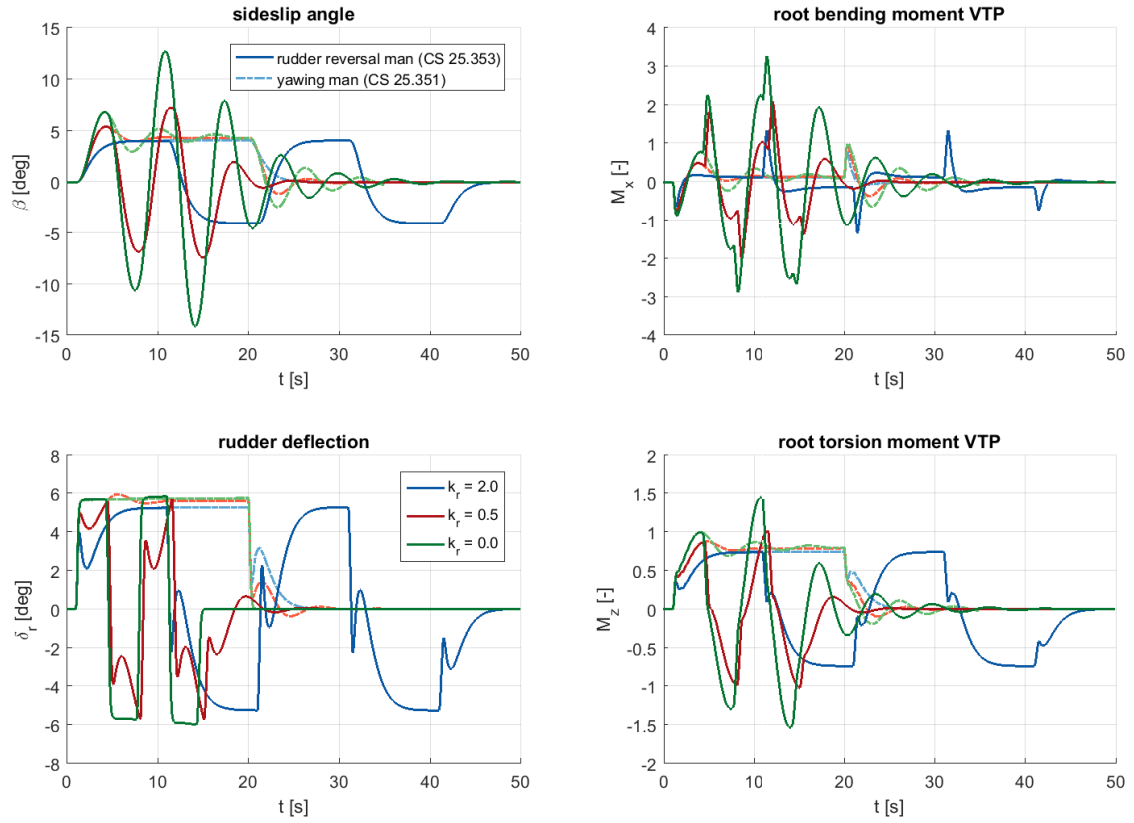 sideslip angle
15
10
5
0
-5
-10
-15
β [deg]
rudder reversal man (CS 25.353)
yawing man (CS 25.351)
0 10 20 30 40 50
t [s]
root bending moment VTP
4
3
2
1
0
-1
-2
-3
-4
M_x [-]
0 10 20 30 40 50
t [s]
rudder deflection
8
6
4
2
0
-2
-4
-6
-8
δ_r [deg]
k_r = 2.0
k_r = 0.5
k_r = 0.0
0 10 20 30 40 50
t [s]
root torsion moment VTP
2
1.5
1
0.5
0
-0.5
-1
-1.5
-2
M_z [-]
0 10 20 30 40 50
t [s]